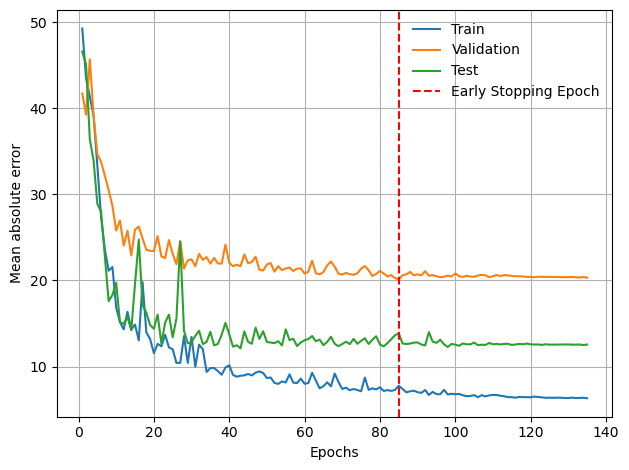 50
40
30
20
10
0
20
40
60
80
100
120
140
Mean absolute error
Epochs
Train
Validation
Test
Early Stopping Epoch